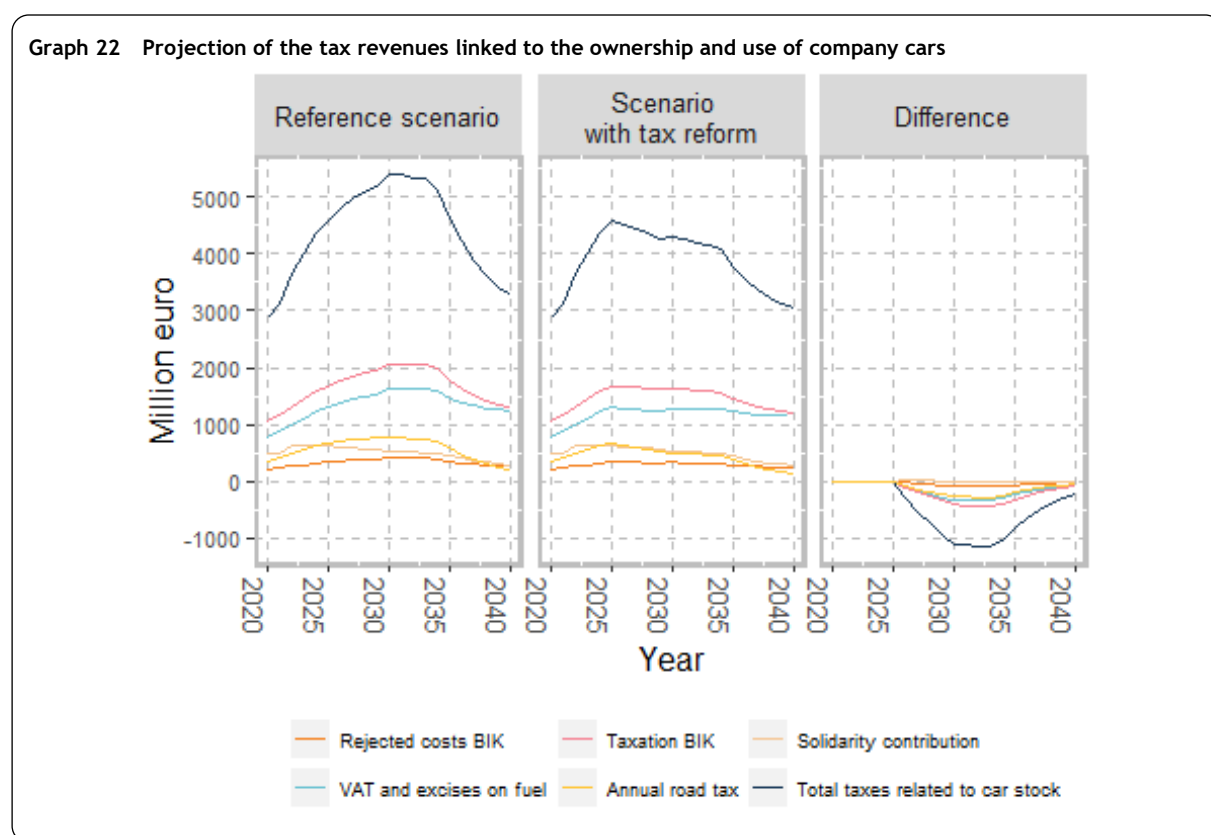 Graph 22 Projection of the tax revenues linked to the ownership and use of company cars
Reference scenario
Scenario
with tax reform
Difference
Million euro
5000
4000
3000
2000
1000
0
-1000
2020
2025
2030
2035
2040
2020
2025
2030
2035
2040
2020
2025
2030
2035
2040
Year
Rejected costs BIK
Taxation BIK
Solidarity contribution
VAT and excises on fuel
Annual road tax
Total taxes related to car stock